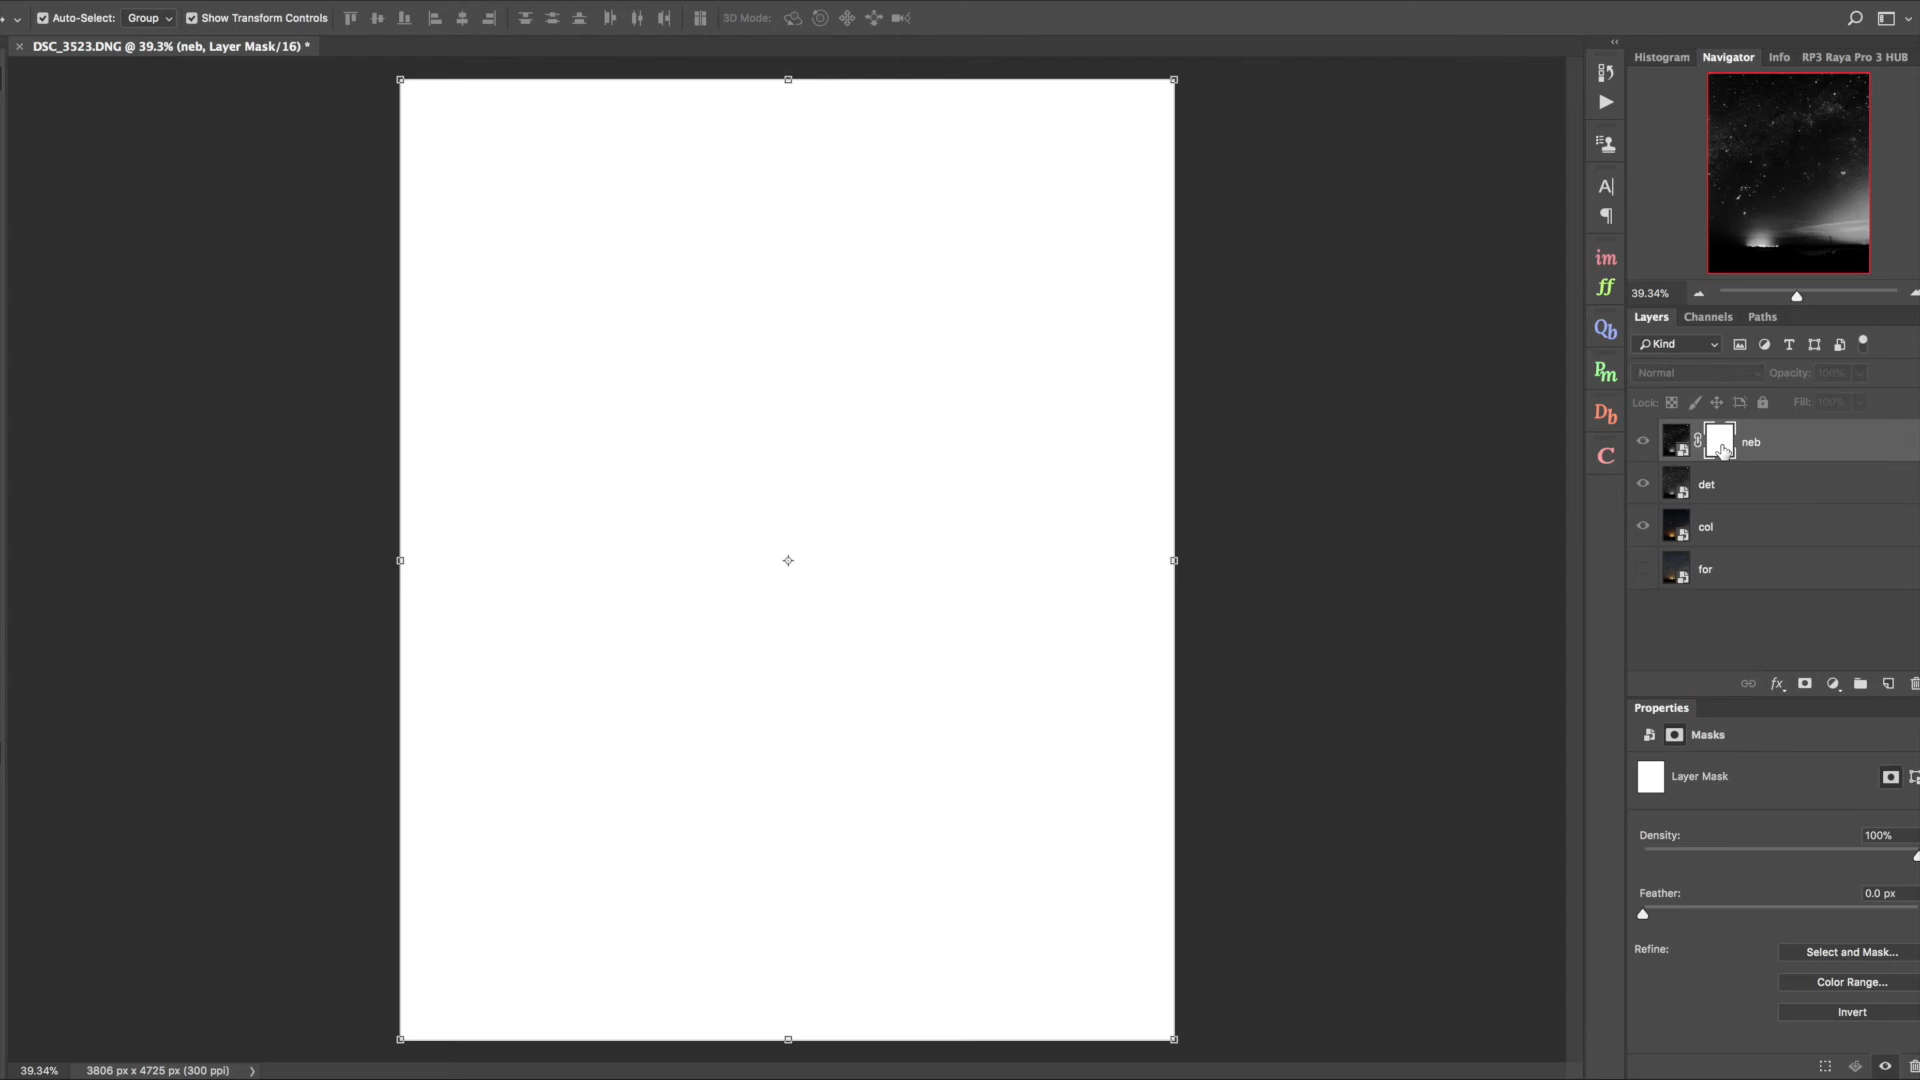 Auto-Select: Group Show Transform Controls 3D Mode:
DSC_3523.DNG @ 39.3% (neb, Layer Mask/16) *
Histogram Navigator Info RP3 Raya Pro 3 HUB
A|
im
ff
Qb
Pm
Db
C
39.34%
Layers Channels Paths
Kind
Normal Opacity: 100%
Lock: Fill: 100%
neb
det
col
for
fx
Properties
Masks
Layer Mask
Density: 100%
Feather: 0.0 px
Refine: Select and Mask...
Color Range...
Invert
39.34% 3806 px x 4725 px (300 ppi)